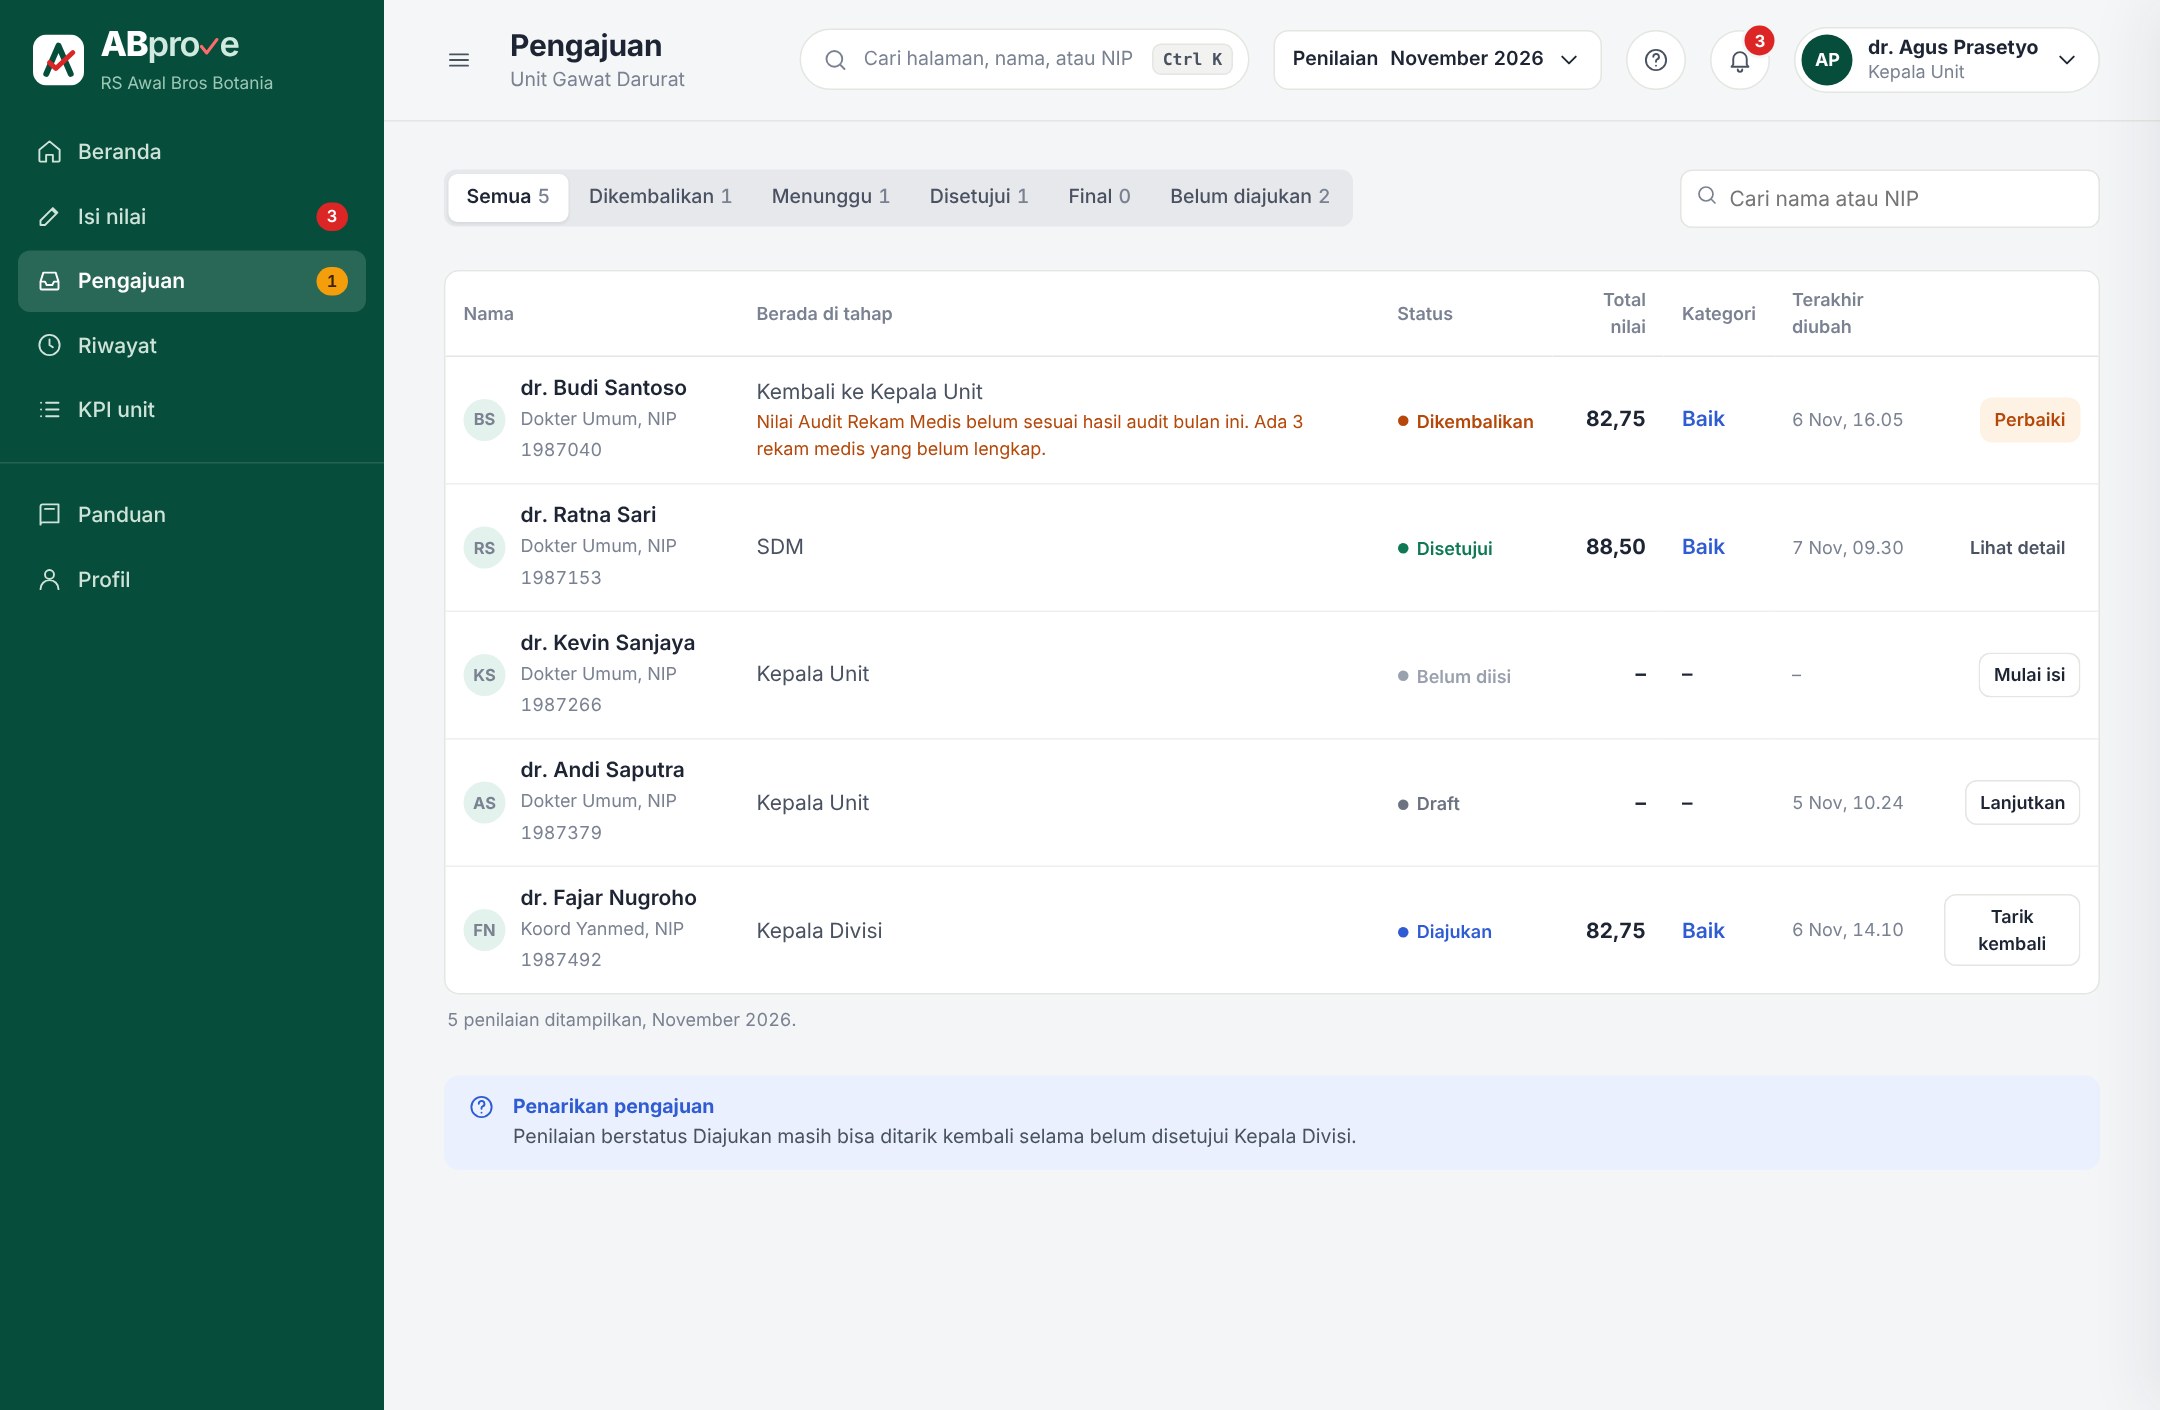 ABprove
RS Awal Bros Botania
Beranda
Isi nilai 3
Pengajuan 1
Riwayat
KPI unit
Panduan
Profil
Pengajuan
Unit Gawat Darurat
Cari halaman, nama, atau NIP Ctrl K
Penilaian November 2026
3
AP
dr. Agus Prasetyo
Kepala Unit
Semua 5 Dikembalikan 1 Menunggu 1 Disetujui 1 Final 0 Belum diajukan 2
Cari nama atau NIP
Nama Berada di tahap Status Total nilai Kategori Terakhir diubah
BS
dr. Budi Santoso
Dokter Umum, NIP
1987040
Kembali ke Kepala Unit
Nilai Audit Rekam Medis belum sesuai hasil audit bulan ini. Ada 3
rekam medis yang belum lengkap.
Dikembalikan 82,75 Baik 6 Nov, 16.05 Perbaiki
RS
dr. Ratna Sari
Dokter Umum, NIP
1987153
SDM Disetujui 88,50 Baik 7 Nov, 09.30 Lihat detail
KS
dr. Kevin Sanjaya
Dokter Umum, NIP
1987266
Kepala Unit Belum diisi – – – Mulai isi
AS
dr. Andi Saputra
Dokter Umum, NIP
1987379
Kepala Unit Draft – – 5 Nov, 10.24 Lanjutkan
FN
dr. Fajar Nugroho
Koord Yanmed, NIP
1987492
Kepala Divisi Diajukan 82,75 Baik 6 Nov, 14.10 Tarik kembali
5 penilaian ditampilkan, November 2026.
Penarikan pengajuan
Penilaian berstatus Diajukan masih bisa ditarik kembali selama belum disetujui Kepala Divisi.